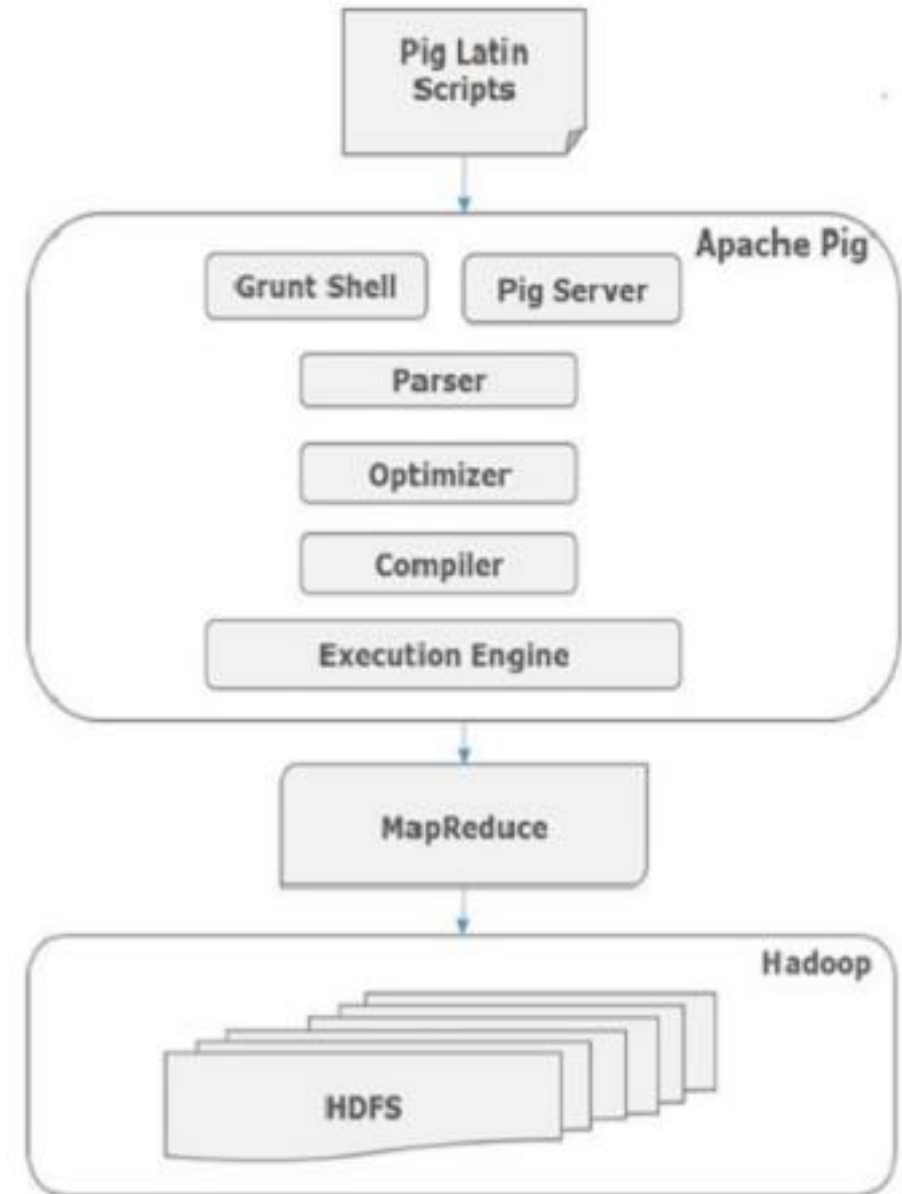 Pig Latin
Scripts
Apache Pig
Grunt Shell
Pig Server
Parser
Optimizer
Compiler
Execution Engine
MapReduce
Hadoop
HDFS